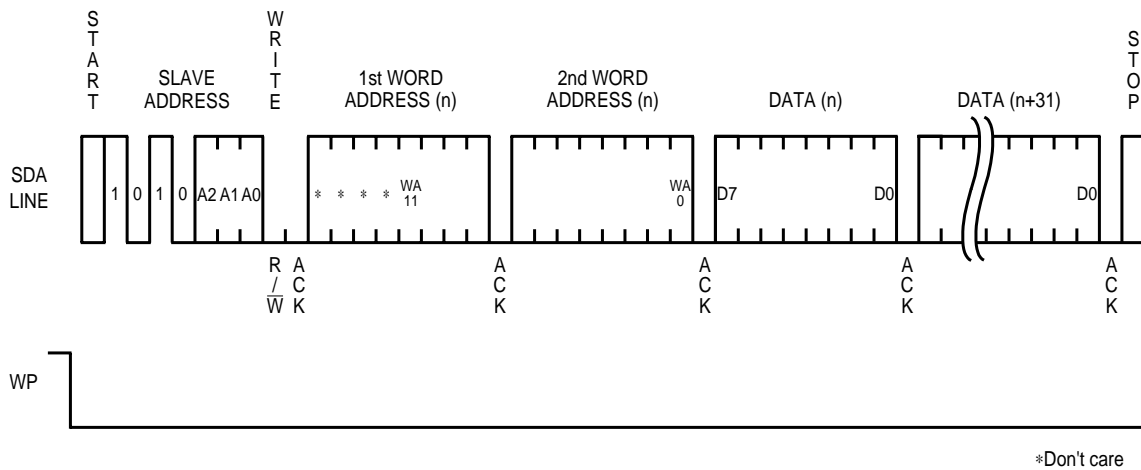 START
WRITE
STOP
SLAVE
ADDRESS
1st WORD
ADDRESS (n)
2nd WORD
ADDRESS (n)
DATA (n)
DATA (n+31)
SDA
LINE
1 0 1 0 A2 A1 A0
* * * * WA
11
WA
0
D7 D0
D0
R
/
W
ACK
ACK
ACK
ACK
ACK
WP
*Don't care